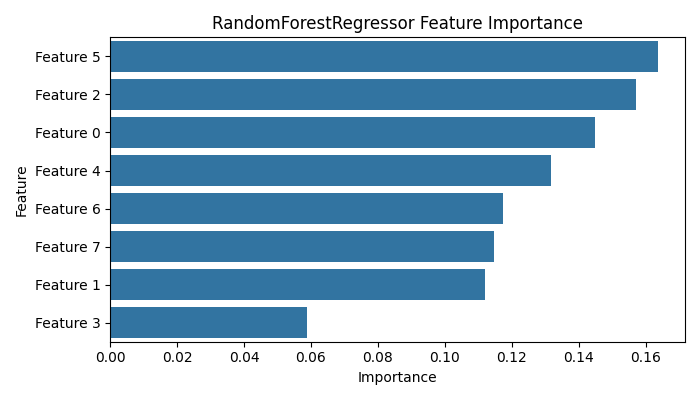 RandomForestRegressor Feature Importance
Feature 5
Feature 2
Feature 0
Feature 4
Feature 6
Feature 7
Feature 1
Feature 3
Feature
0.00 0.02 0.04 0.06 0.08 0.10 0.12 0.14 0.16
Importance